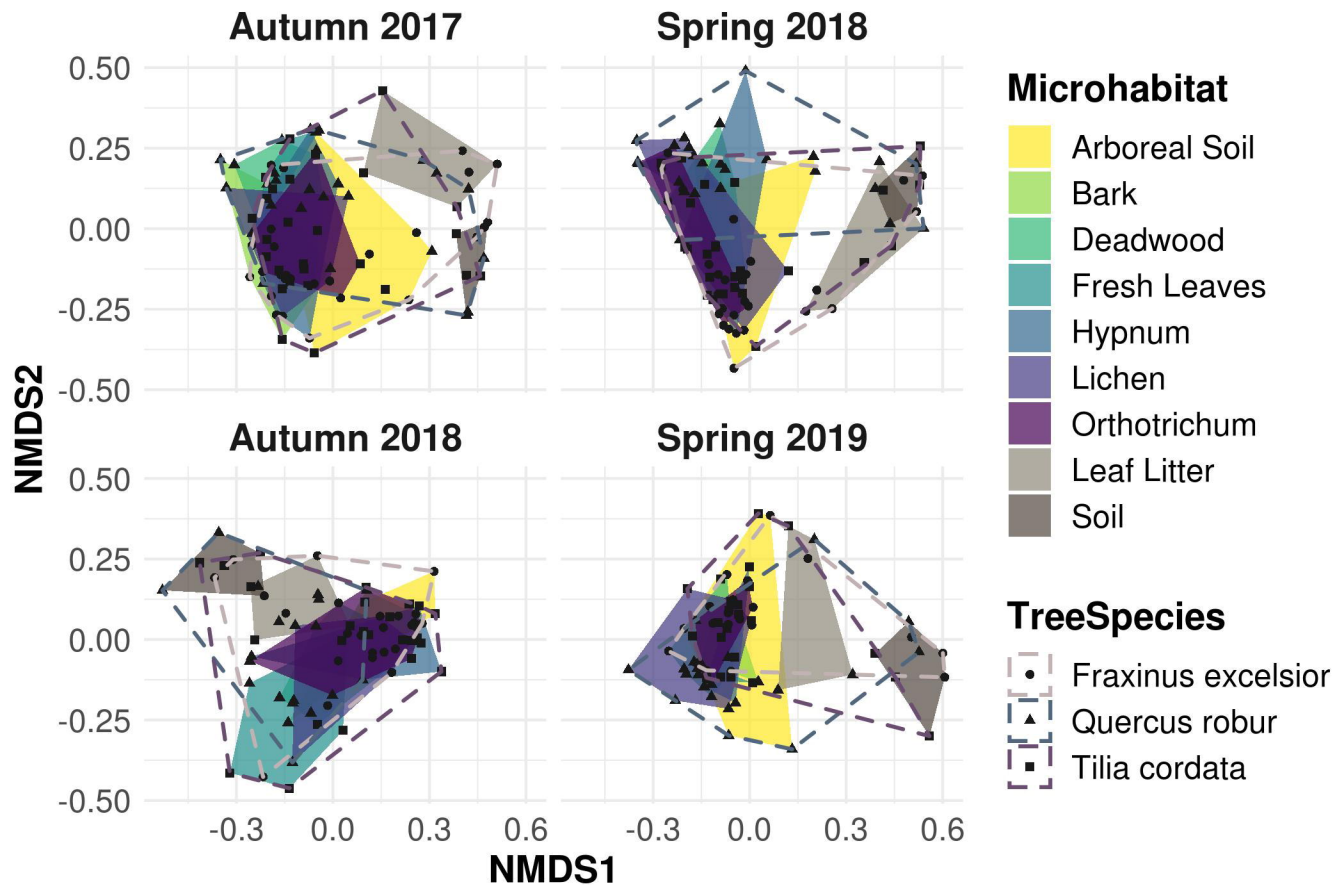 Autumn 2017
Spring 2018
0.50
0.25
0.00
-0.25
-0.50
Autumn 2018
Spring 2019
0.50
0.25
0.00
-0.25
-0.50
-0.3
0.0
0.3
0.6
-0.3
0.0
0.3
0.6
NMDS1
NMDS2
Microhabitat
Arboreal Soil
Bark
Deadwood
Fresh Leaves
Hypnum
Lichen
Orthotrichum
Leaf Litter
Soil
TreeSpecies
Fraxinus excelsior
Quercus robur
Tilia cordata